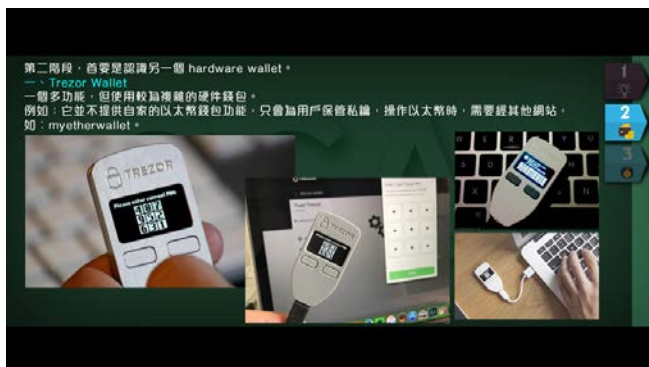 第二階段，首要是認識另一個 hardware wallet。
一、Trezor Wallet
一個多功能，但使用較為複雜的硬件錢包。
例如：它並不提供自家的以太幣錢包功能，只會為用戶保管私鑰，操作以太幣時，需要經其他網站，
如：myetherwallet。
1
2
3
TREZOR
Please enter current PIN: